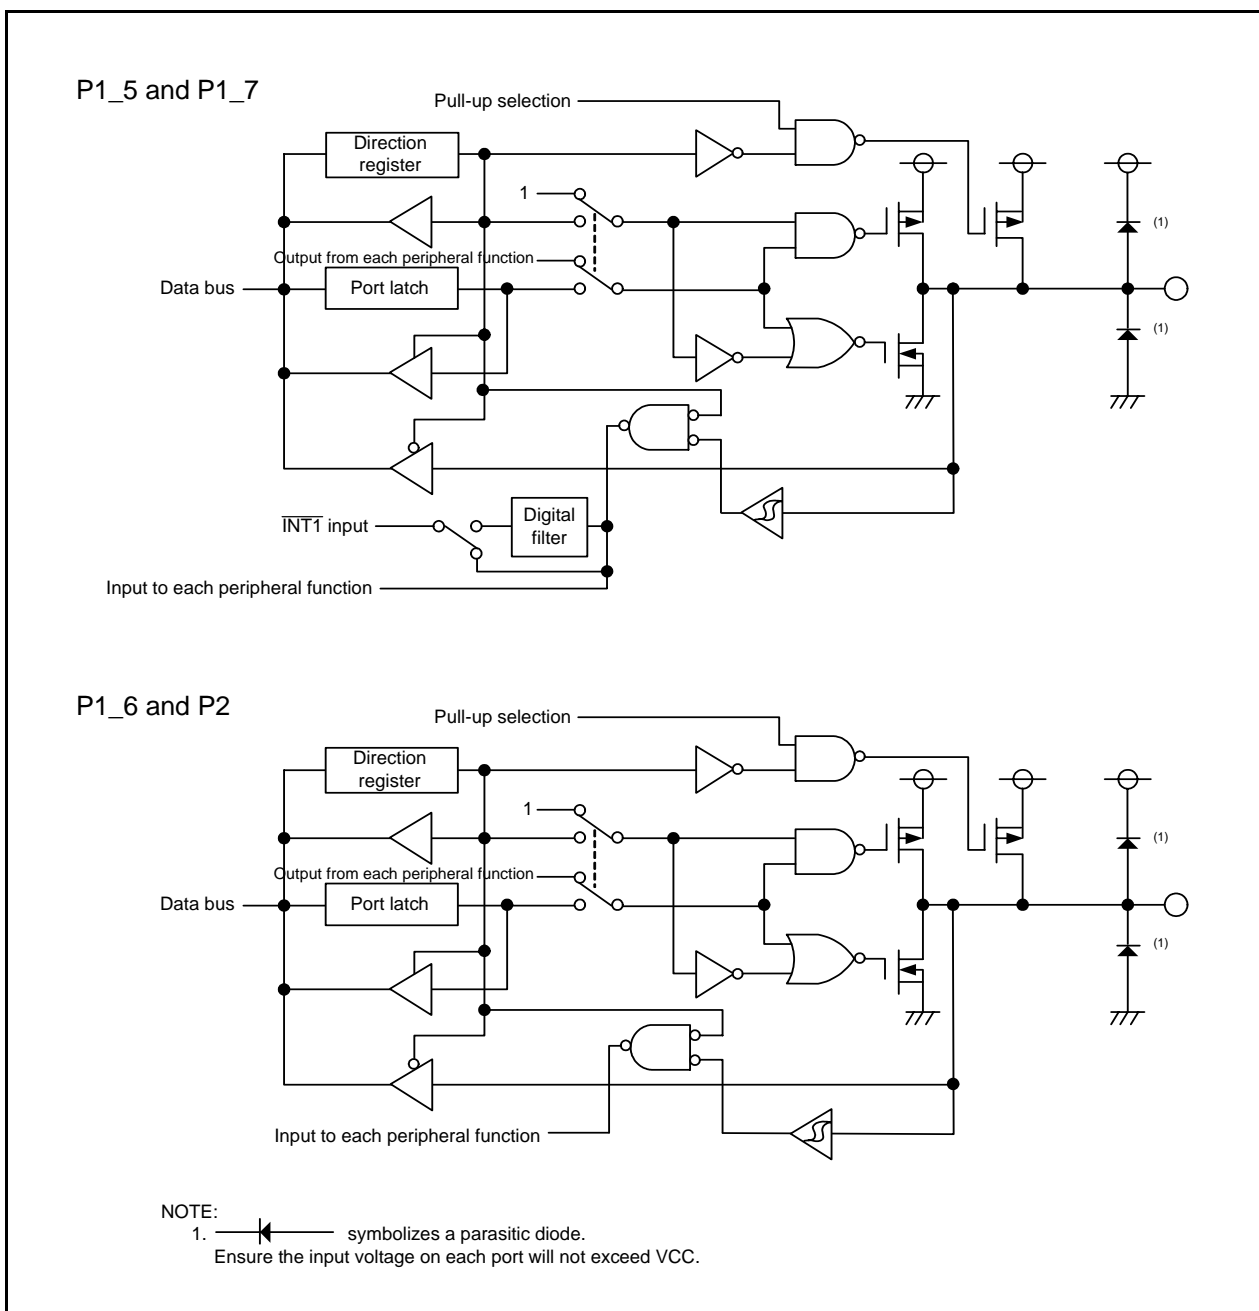 P1_5 and P1_7
Pull-up selection
Direction
register
1
(1)
Output from each peripheral function
Data bus
Port latch
(1)
INT1 input
Digital
filter
Input to each peripheral function
P1_6 and P2
Pull-up selection
Direction
register
1
(1)
Output from each peripheral function
Data bus
Port latch
(1)
Input to each peripheral function
NOTE:
1. symbolizes a parasitic diode.
Ensure the input voltage on each port will not exceed VCC.